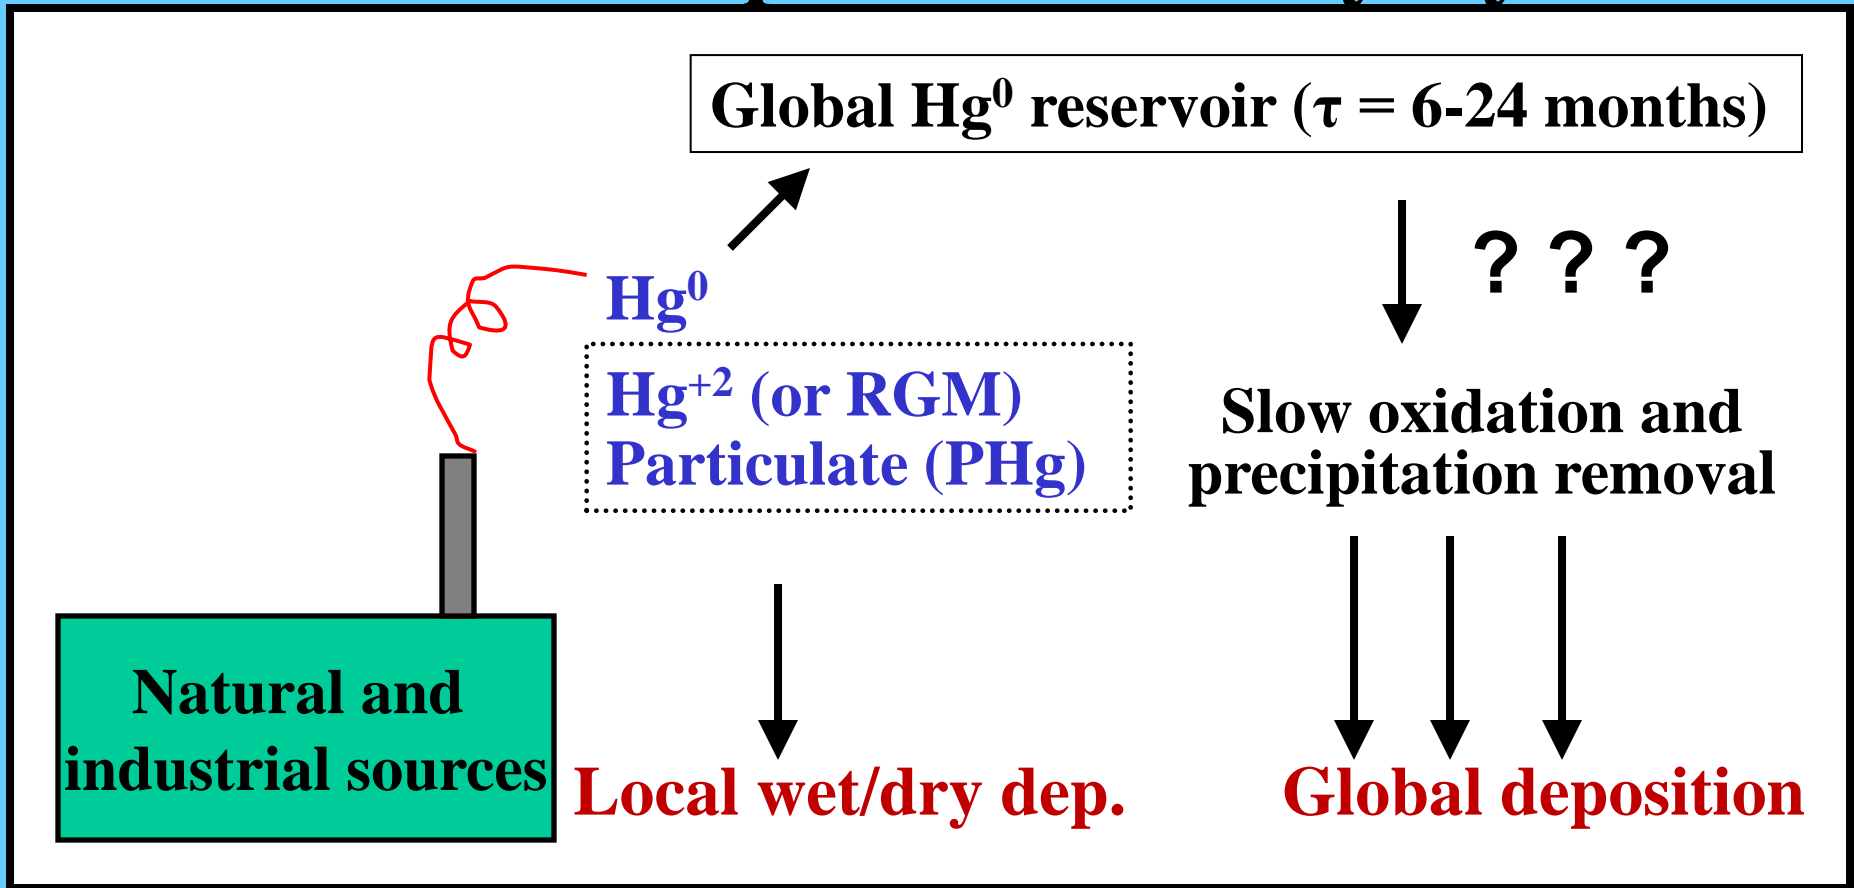 Global Hg⁰ reservoir (τ = 6-24 months)
? ? ?
Hg⁰
Hg⁺² (or RGM)
Particulate (PHg)
Slow oxidation and
precipitation removal
Natural and
industrial sources
Local wet/dry dep.
Global deposition